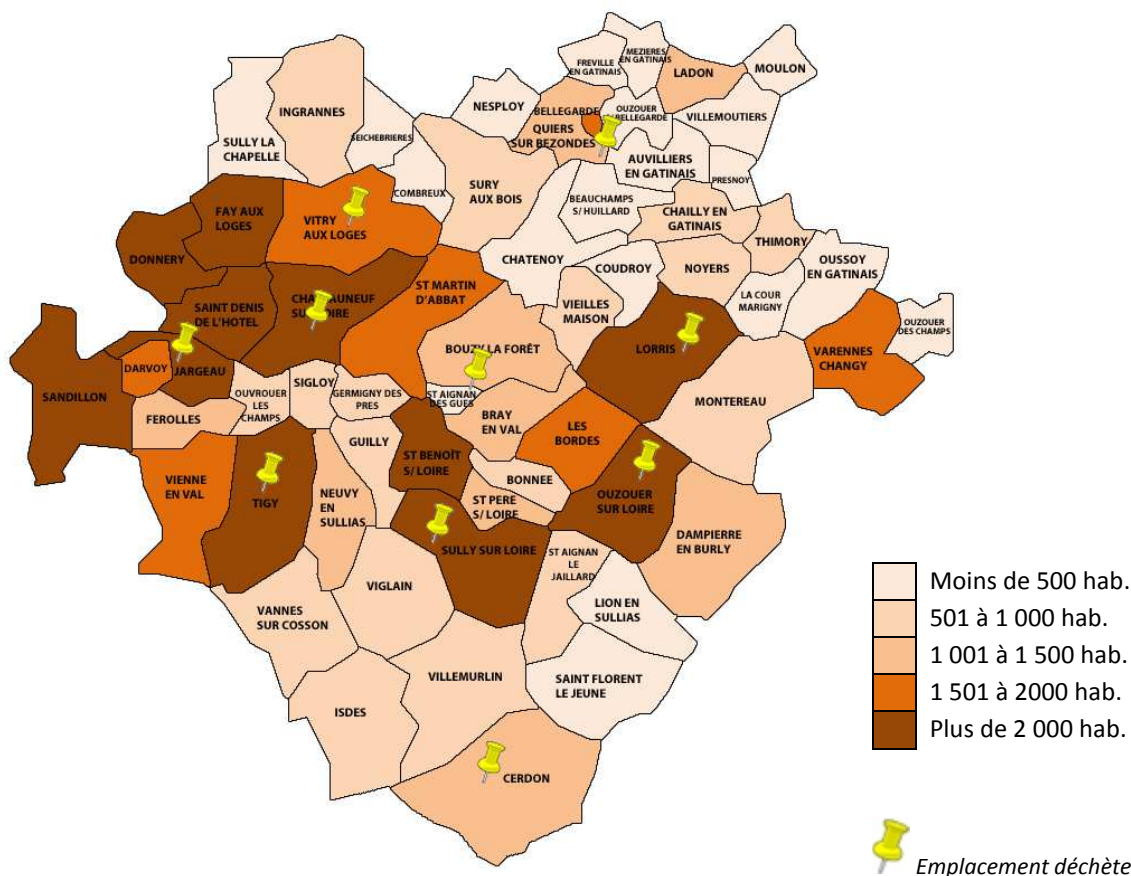 FREVILLE
EN GATINAIS
MEZIERES
EN GATINAIS
LADON
MOULON
INGRANNES
NESPLOY
BELLEGARDE
OUZOUER
BELLEGARDE
VILLEMOUTIERS
SULLY LA
CHAPELLE
SEICHEBRIERES
QUIERS
SUR BEZONDES
AUVILLIERS
EN GATINAIS
PRESNOY
COMBREUX
SURY
AUX BOIS
BEAUCHAMPS
S/ HUILLARD
CHAILLY EN
GATINAIS
FAY AUX
LOGES
VITRY
AUX LOGES
THIMORY
DONNERY
CHATENOY
COUDROY
NOYERS
OUSSOY
EN GATINAIS
ST MARTIN
D'ABBAT
VIEILLES
MAISON
LA COUR
MARIGNY
SAINT DENIS
DE L'HOTEL
SUR LOIRE
OUZOUER
DES CHAMPS
BOUZY LA FORÊT
LORRIS
VARENNES
CHANGY
DARVOY
JARGEAU
SANDILLON
OUVROUER
LES
CHAMPS
SIGLOY
GERMIGNY DES
PRES
ST AIGNAN
DES GUES
MONTEREAU
FEROLLES
BRAY
EN VAL
GUILLY
LES
BORDES
ST BENOÎT
S/ LOIRE
VIENNE
EN VAL
TIGY
NEUVY
EN
SULLIAS
BONNEE
OUZOUER
SUR LOIRE
ST PERE
S/ LOIRE
DAMPIERRE
EN BURLY
SULLY SUR LOIRE
ST AIGNAN
LE
JAILLARD
VIGLAIN
LION EN
SULLIAS
VANNES
SUR COSSON
VILLEMURLIN
SAINT FLORENT
LE JEUNE
ISDES
CERDON
Moins de 500 hab.
501 à 1 000 hab.
1 001 à 1 500 hab.
1 501 à 2000 hab.
Plus de 2 000 hab.
Emplacement déchète